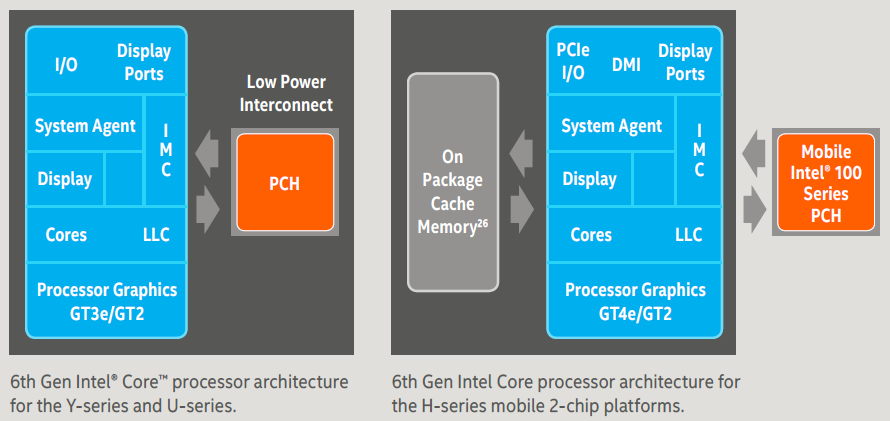 I/O
Display
Ports
System Agent
I
M
C
Display
Cores LLC
Processor Graphics
GT3e/GT2
Low Power
Interconnect
PCH
6th Gen Intel® Core™ processor architecture
for the Y-series and U-series.
On
Package
Cache
Memory²⁶
PCIe
I/O
DMI
Display
Ports
System Agent
I
M
C
Display
Cores LLC
Processor Graphics
GT4e/GT2
Mobile
Intel® 100
Series
PCH
6th Gen Intel Core processor architecture for
the H-series mobile 2-chip platforms.